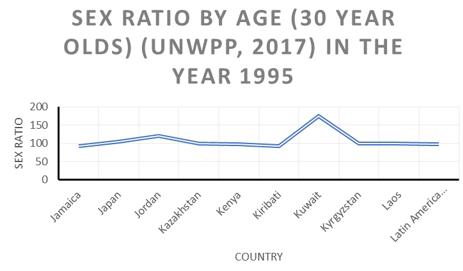 SEX RATIO BY AGE (30 YEAR
OLDS) (UNWPP, 2017) IN THE
YEAR 1995
200
150
100
50
0
SEX RATIO
Jamaica
Japan
Jordan
Kazakhstan
Kenya
Kiribati
Kuwait
Kyrgyzstan
Laos
Latin America...
COUNTRY